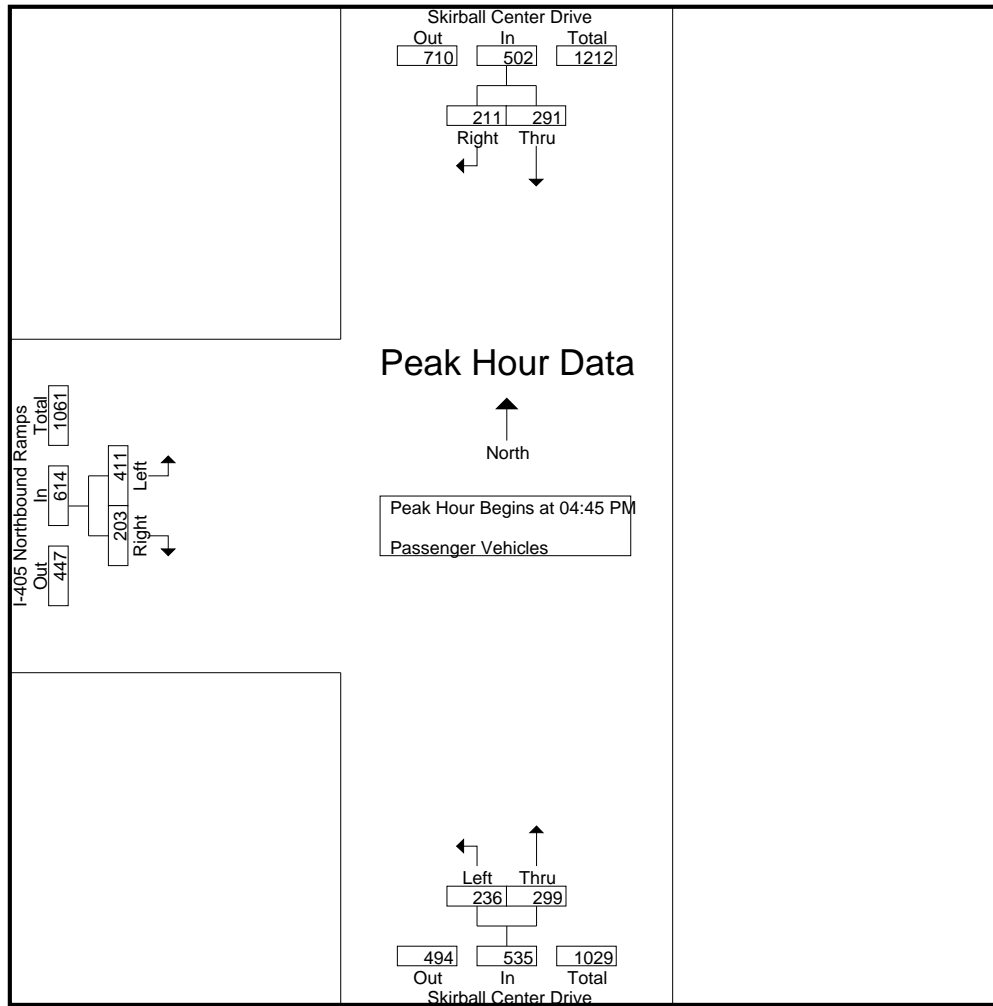 Skirball Center Drive
Out In Total
710 502 1212
211 291
Right Thru
Peak Hour Data
North
Peak Hour Begins at 04:45 PM
Passenger Vehicles
I-405 Northbound Ramps
Out In Total
447 614 1061
203 411
Right Left
Left Thru
236 299
494 535 1029
Out In Total
Skirball Center Drive